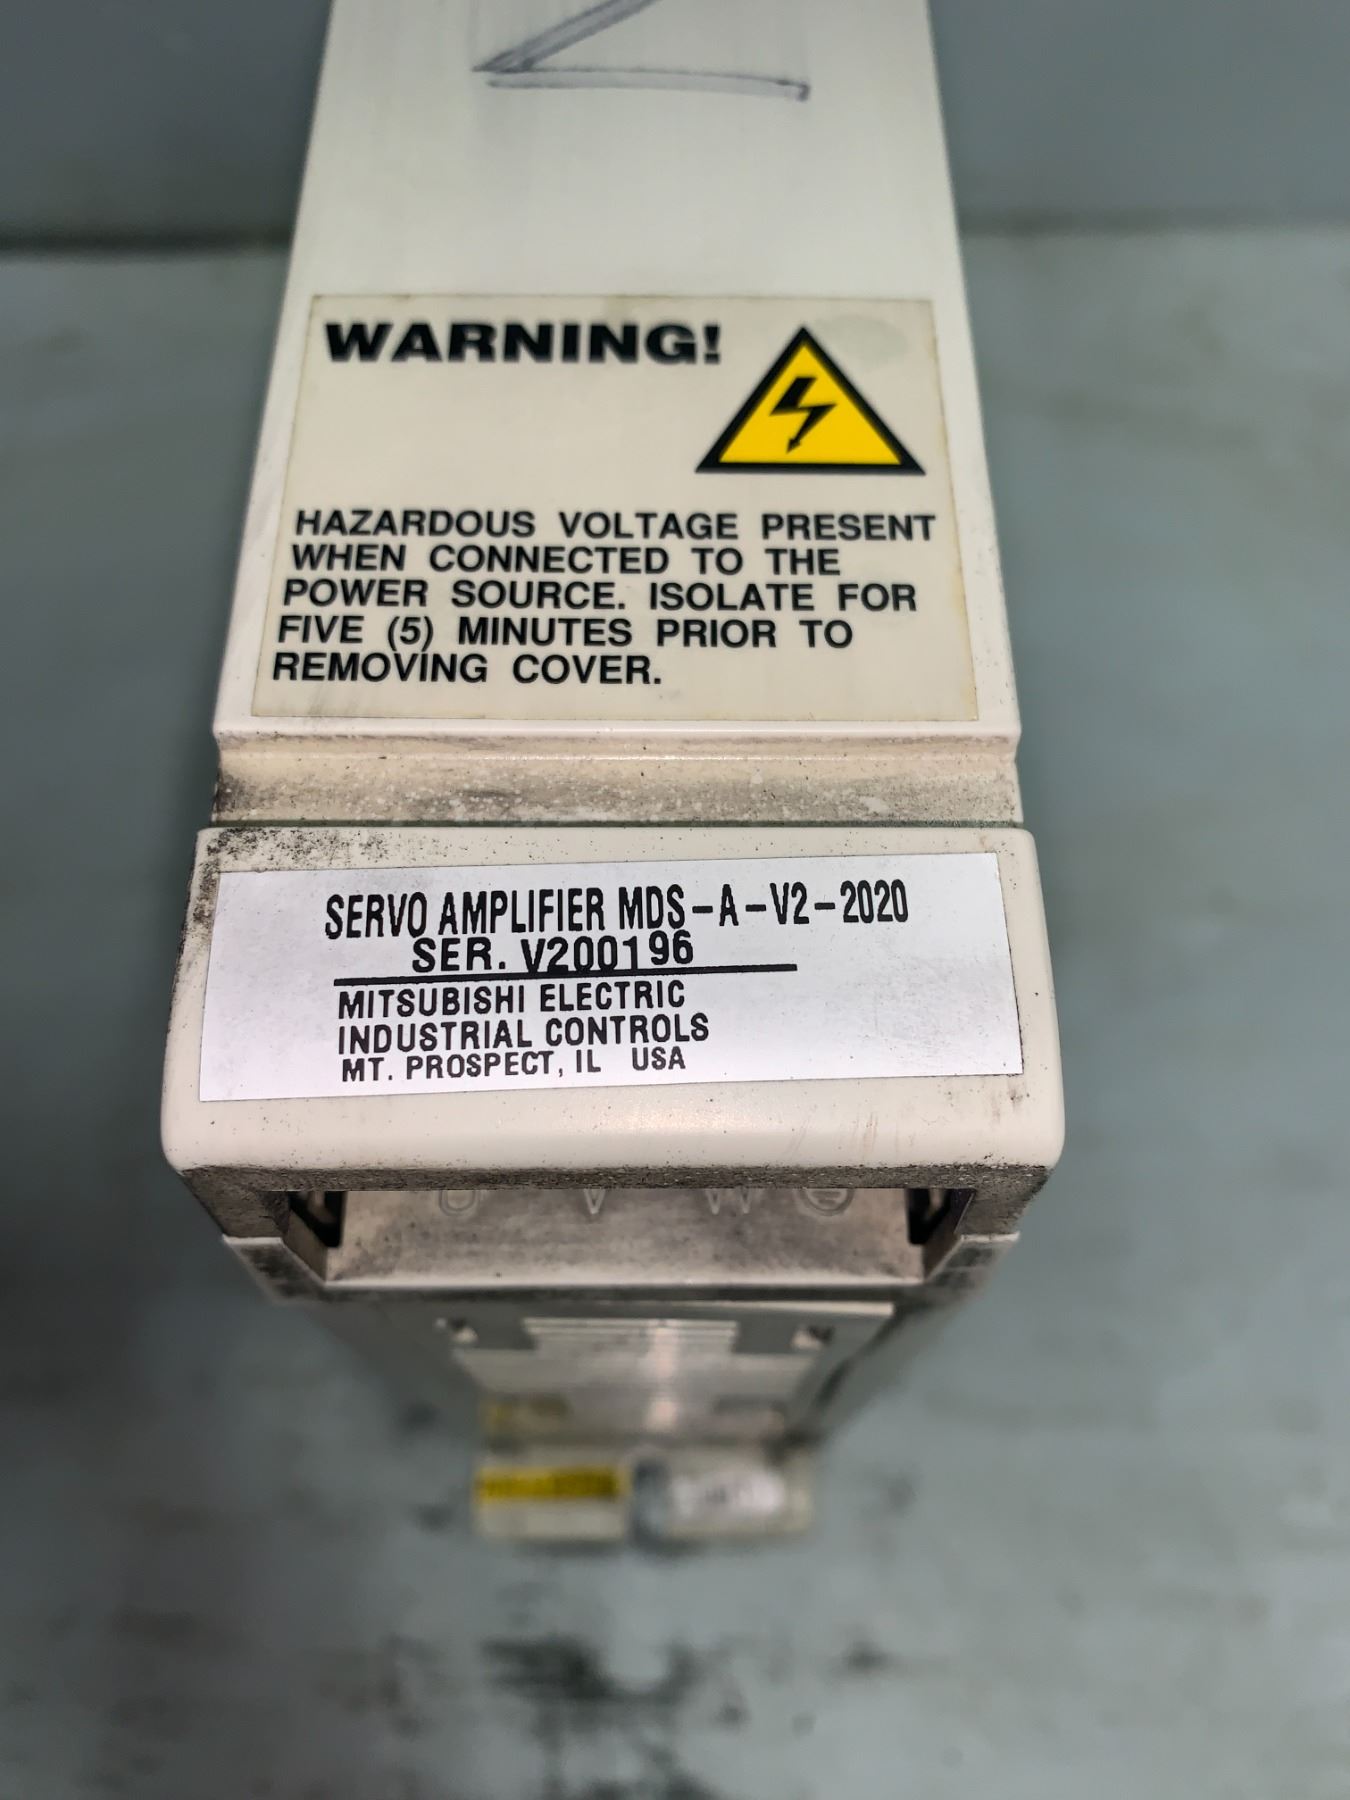 WARNING!
HAZARDOUS VOLTAGE PRESENT
WHEN CONNECTED TO THE
POWER SOURCE. ISOLATE FOR
FIVE (5) MINUTES PRIOR TO
REMOVING COVER.
SERVO AMPLIFIER MDS-A-V2-2020
SER. V200196
MITSUBISHI ELECTRIC
INDUSTRIAL CONTROLS
MT. PROSPECT, IL USA
U V W